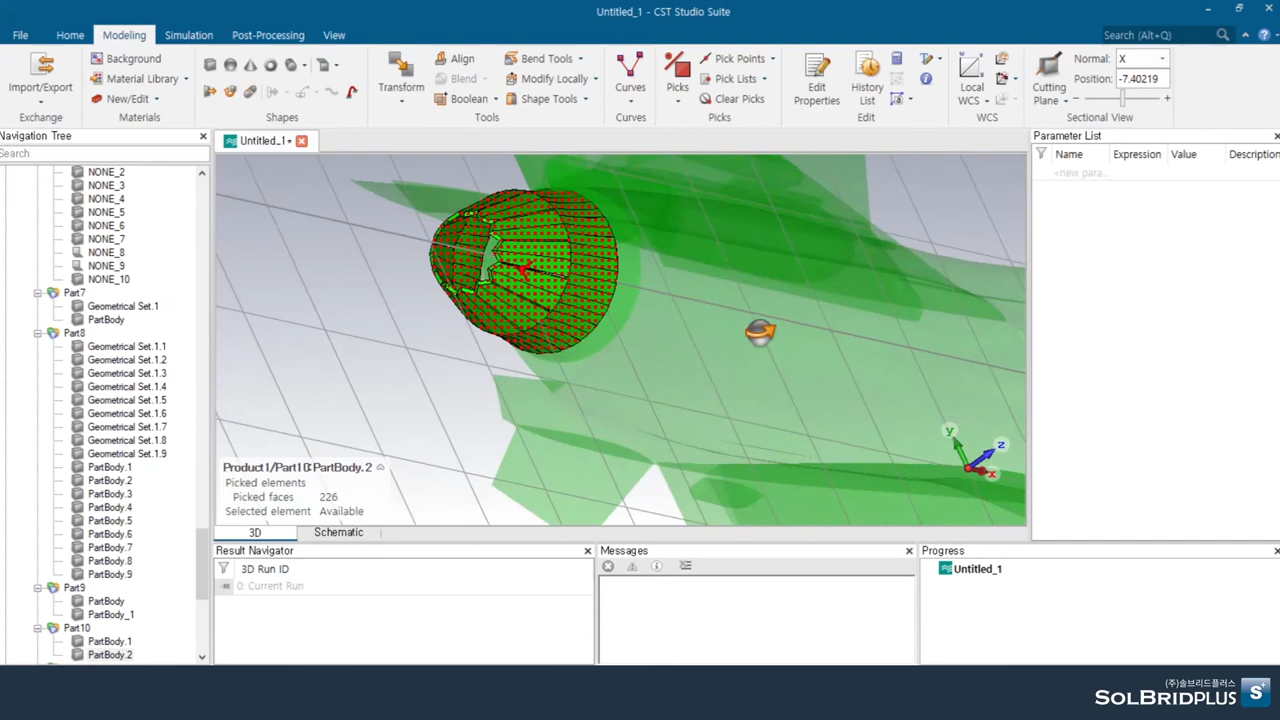 Untitled_1 - CST Studio Suite
File Home Modeling Simulation Post-Processing View Search (Alt+Q)
Import/Export
Exchange
Background
Material Library
New/Edit
Materials
Shapes
Transform
Align
Blend
Boolean
Bend Tools
Modify Locally
Shape Tools
Tools
Curves
Curves
Picks
Pick Points
Pick Lists
Clear Picks
Picks
Edit
Properties
History
List
Edit
Local
WCS
WCS
Cutting
Plane
Normal: X
Position: -7.40219
Sectional View
Navigation Tree
Search
NONE_2
NONE_3
NONE_4
NONE_5
NONE_6
NONE_7
NONE_8
NONE_9
NONE_10
Part7
Geometrical Set.1
PartBody
Part8
Geometrical Set.1.1
Geometrical Set.1.2
Geometrical Set.1.3
Geometrical Set.1.4
Geometrical Set.1.5
Geometrical Set.1.6
Geometrical Set.1.7
Geometrical Set.1.8
Geometrical Set.1.9
PartBody.1
PartBody.2
PartBody.3
PartBody.4
PartBody.5
PartBody.6
PartBody.7
PartBody.8
PartBody.9
Part9
PartBody
PartBody_1
Part10
PartBody.1
PartBody.2
Untitled_1*
y
z
x
Product1/Part10:PartBody.2
Picked elements
Picked faces 226
Selected element Available
3D Schematic
Parameter List
Name Expression Value Description
<new para...
Result Navigator
3D Run ID
0: Current Run
Messages
Progress
Untitled_1
(주)솔브리드플러스
SOLBRIDPLUS
S+